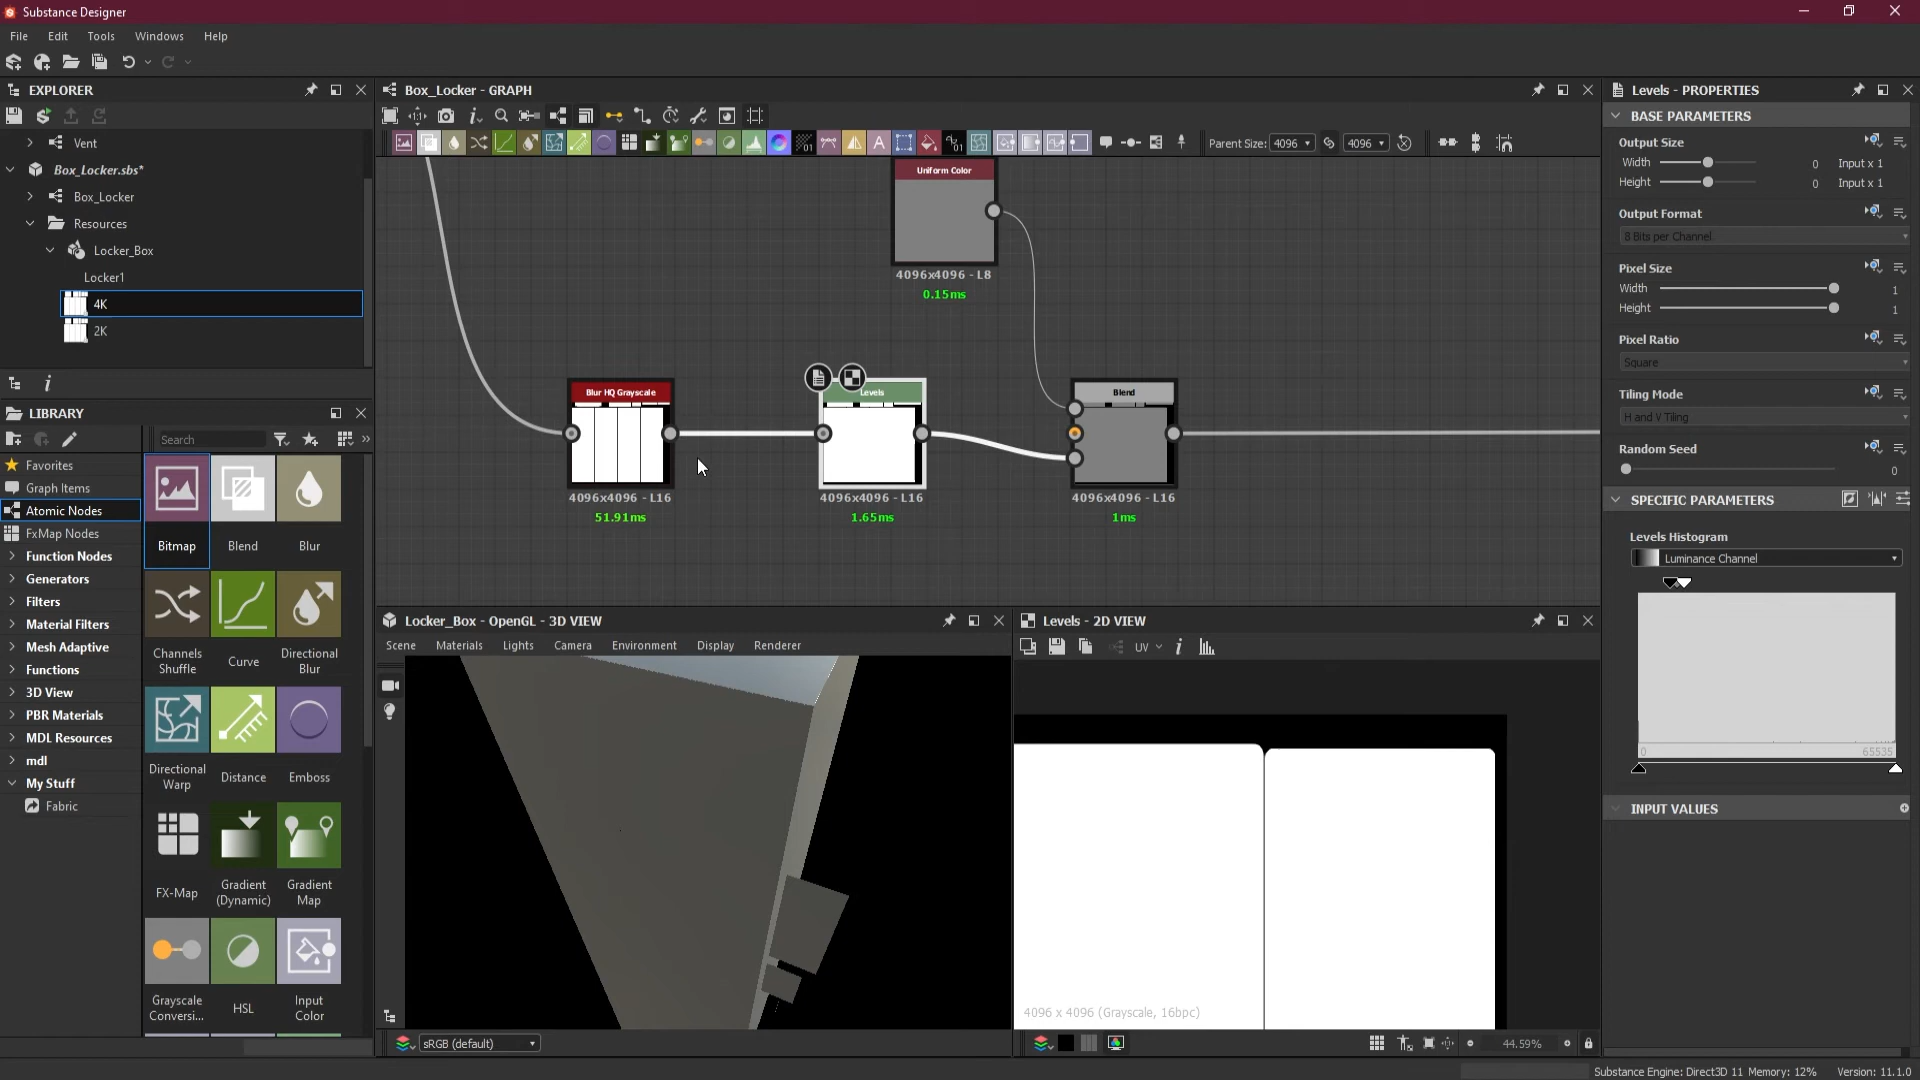 Substance Designer
File Edit Tools Windows Help
EXPLORER
Vent
Box_Locker.sbs*
Box_Locker
Resources
Locker_Box
Locker1
4K
2K
LIBRARY
Search
Favorites
Graph Items
Atomic Nodes
FxMap Nodes
Function Nodes
Generators
Filters
Material Filters
Mesh Adaptive
Functions
3D View
PBR Materials
MDL Resources
mdl
My Stuff
Fabric
Bitmap Blend Blur
Channels Shuffle Curve Directional Blur
Directional Warp Distance Emboss
FX-Map Gradient (Dynamic) Gradient Map
Grayscale Conversi... HSL Input Color
Box_Locker - GRAPH
Parent Size: 4096 4096
Uniform Color
4096x4096 - L8
0.15ms
Blur HQ Grayscale
4096x4096 - L16
51.91ms
Levels
4096x4096 - L16
1.65ms
Blend
4096x4096 - L16
1ms
Locker_Box - OpenGL - 3D VIEW
Scene Materials Lights Camera Environment Display Renderer
sRGB (default)
Levels - 2D VIEW
UV
4096 x 4096 (Grayscale, 16bpc)
44.59%
Levels - PROPERTIES
BASE PARAMETERS
Output Size
Width 0 Input x 1
Height 0 Input x 1
Output Format
8 Bits per Channel
Pixel Size
Width 1
Height 1
Pixel Ratio
Square
Tiling Mode
H and V Tiling
Random Seed
0
SPECIFIC PARAMETERS
Levels Histogram
Luminance Channel
0 65535
INPUT VALUES
Substance Engine: Direct3D 11 Memory: 12% Version: 11.1.0